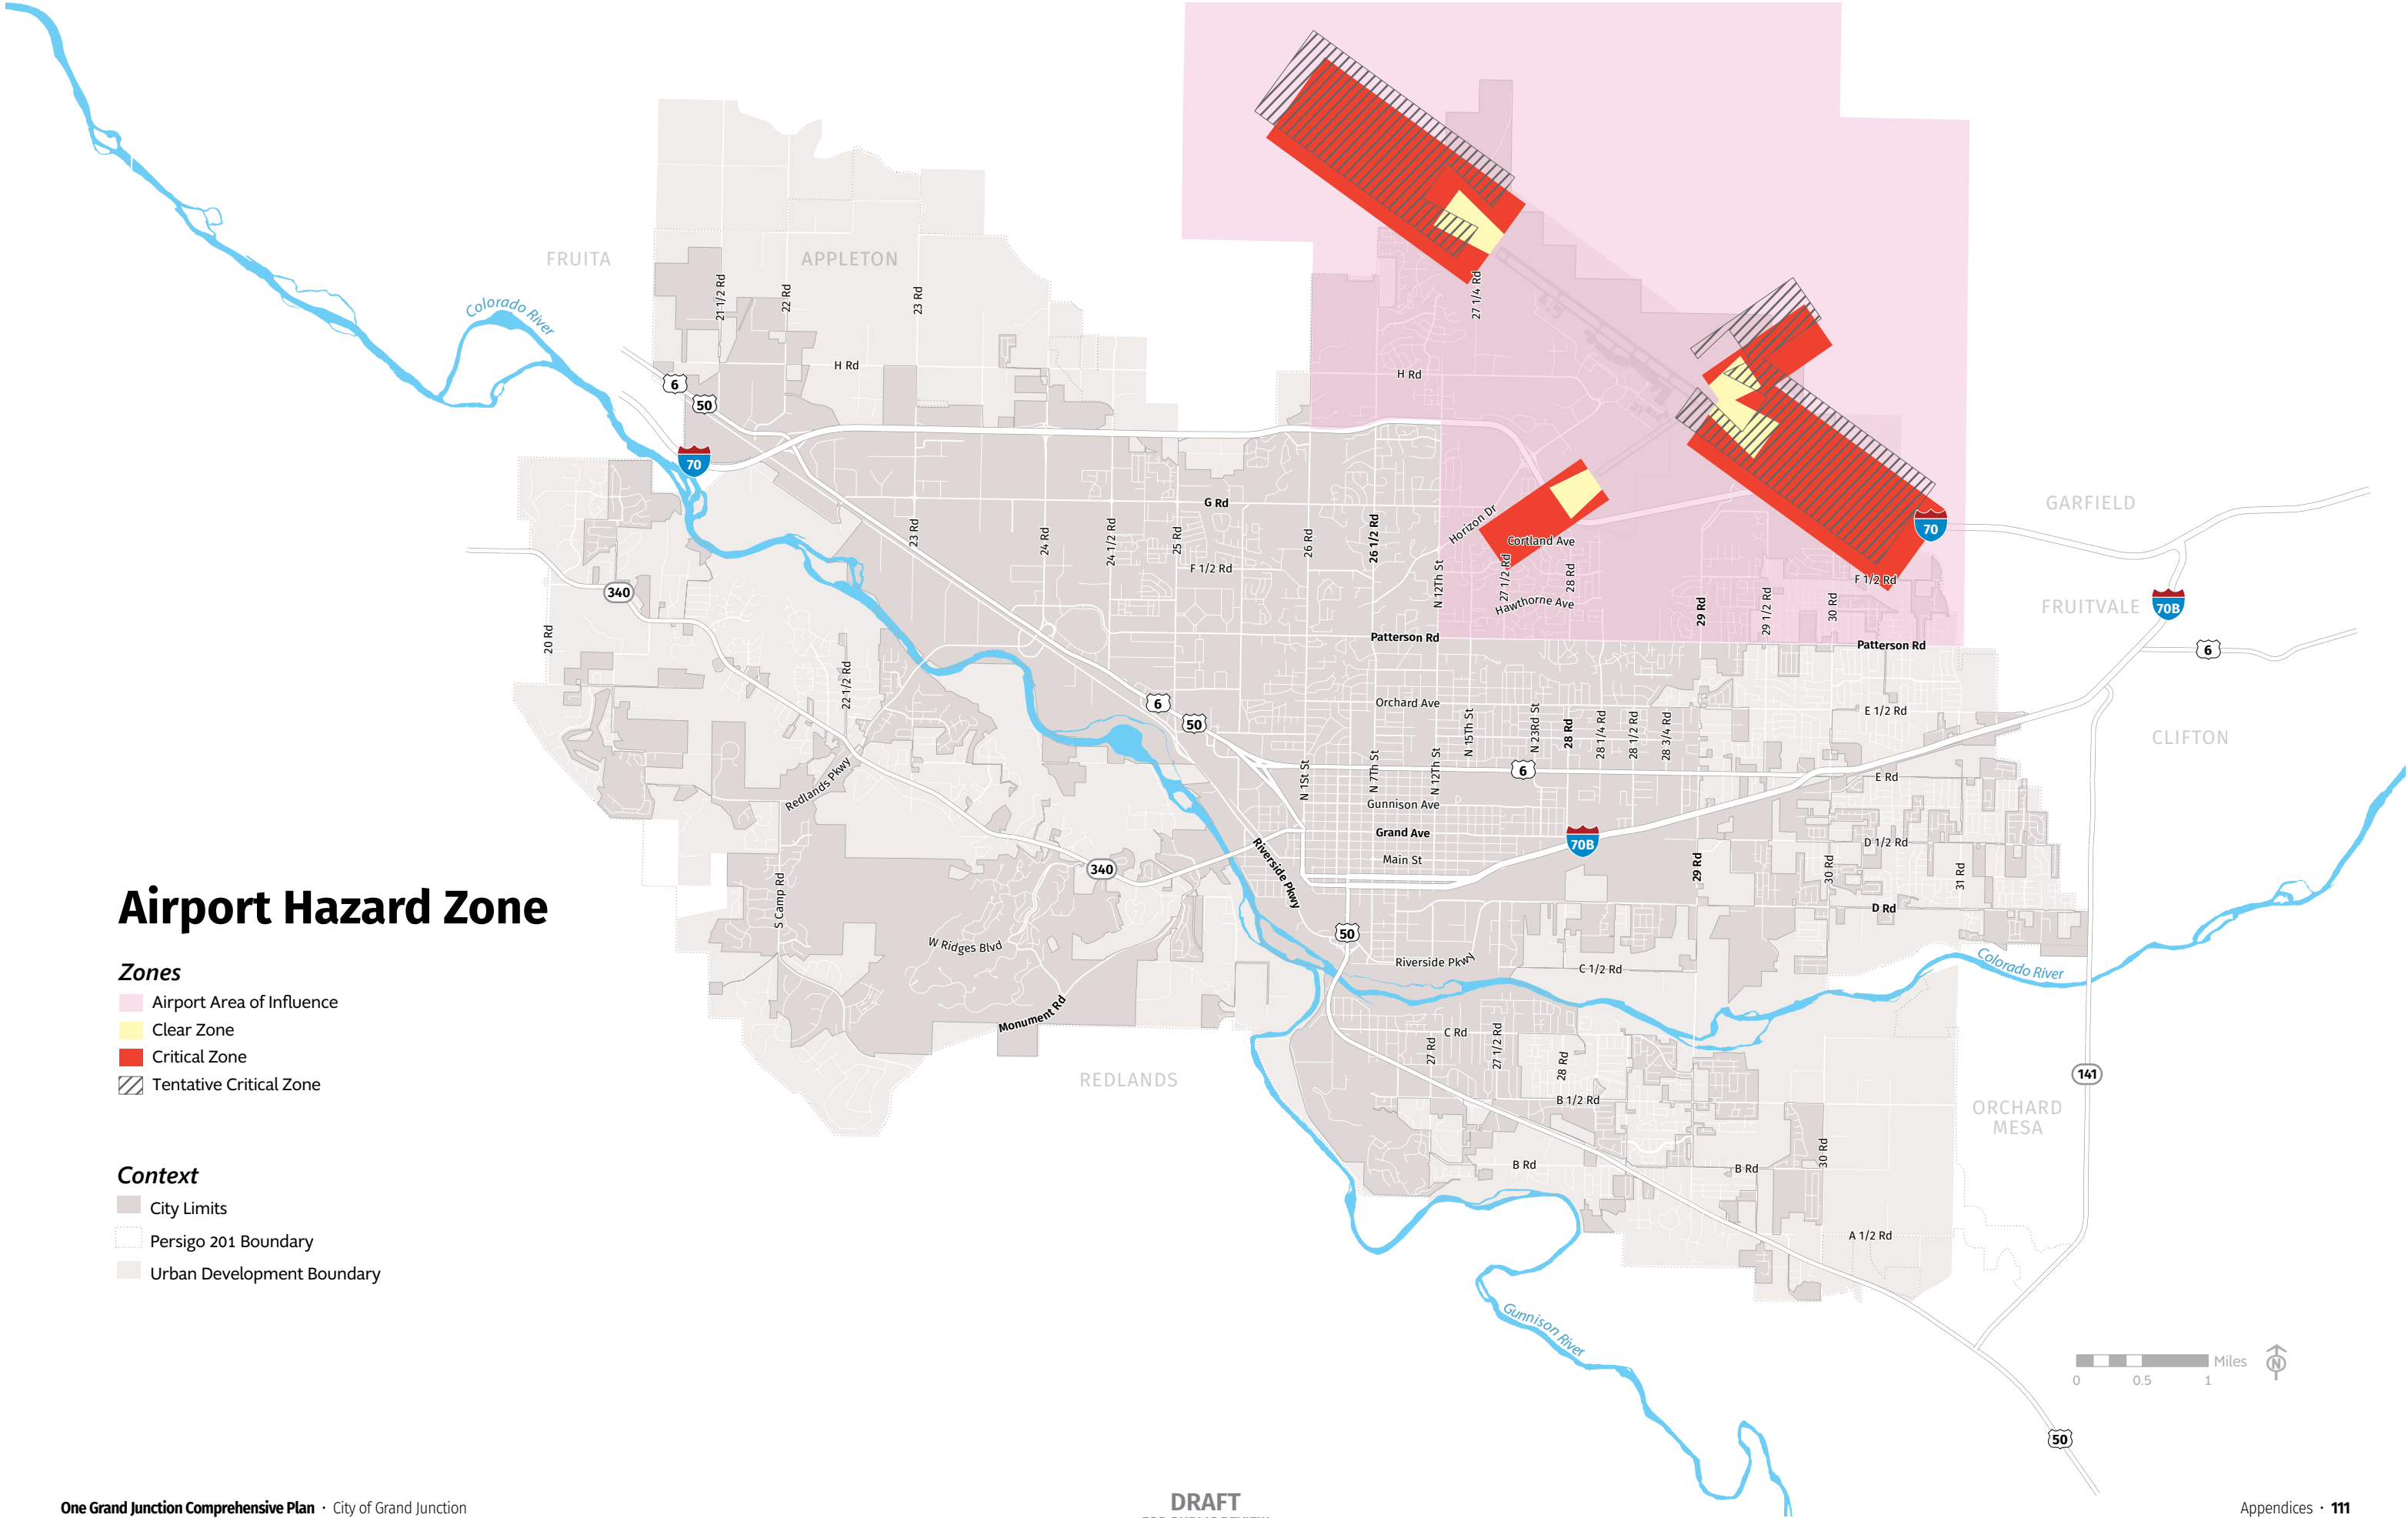 FRUITA
APPLETON
Colorado River
21 1/2 Rd
22 Rd
23 Rd
27 1/4 Rd
H Rd
H Rd
6
50
70
G Rd
23 Rd
24 Rd
24 1/2 Rd
25 Rd
26 Rd
26 1/2 Rd
Horizon Dr
Cortland Ave
F 1/2 Rd
N 12Th St
27 1/2 Rd
28 Rd
Hawthorne Ave
29 Rd
29 1/2 Rd
30 Rd
F 1/2 Rd
70
GARFIELD
FRUITVALE
70B
6
340
20 Rd
22 1/2 Rd
Patterson Rd
Patterson Rd
6
50
Orchard Ave
N 15Th St
N 23Rd St
28 Rd
28 1/4 Rd
28 1/2 Rd
28 3/4 Rd
E 1/2 Rd
CLIFTON
Redlands Pkwy
N 1St St
N 7Th St
N 12Th St
6
E Rd
Gunnison Ave
Grand Ave
Main St
70B
D 1/2 Rd
Riverside Pkwy
340
29 Rd
30 Rd
31 Rd
S Camp Rd
D Rd
W Ridges Blvd
50
Riverside Pkwy
C 1/2 Rd
Colorado River
Monument Rd
C Rd
27 Rd
27 1/2 Rd
28 Rd
REDLANDS
B 1/2 Rd
141
ORCHARD
MESA
B Rd
B Rd
30 Rd
A 1/2 Rd
Gunnison River
50
Airport Hazard Zone
Zones
Airport Area of Influence
Clear Zone
Critical Zone
Tentative Critical Zone
Context
City Limits
Persigo 201 Boundary
Urban Development Boundary
Miles
N
0 0.5 1
One Grand Junction Comprehensive Plan · City of Grand Junction
DRAFT
Appendices · 111